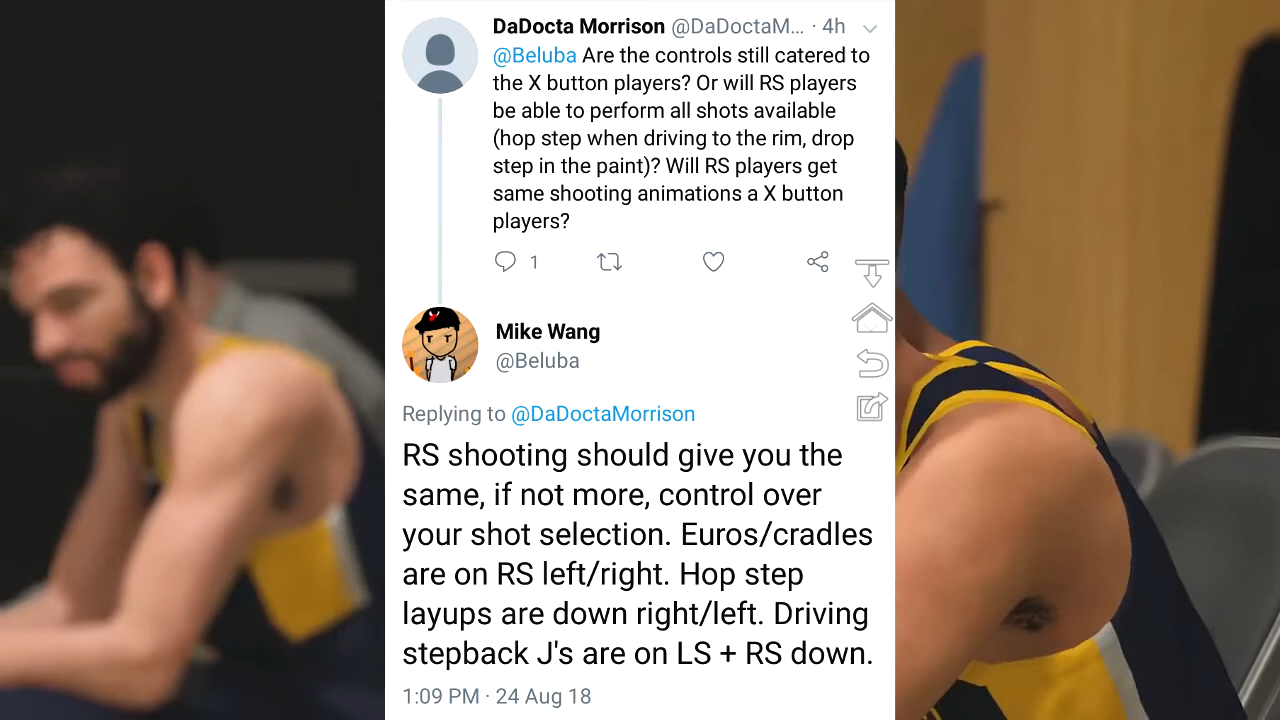 DaDocta Morrison @DaDoctaM... · 4h
@Beluba Are the controls still catered to
the X button players? Or will RS players
be able to perform all shots available
(hop step when driving to the rim, drop
step in the paint)? Will RS players get
same shooting animations a X button
players?
1
Mike Wang
@Beluba
Replying to @DaDoctaMorrison
RS shooting should give you the
same, if not more, control over
your shot selection. Euros/cradles
are on RS left/right. Hop step
layups are down right/left. Driving
stepback J's are on LS + RS down.
1:09 PM · 24 Aug 18